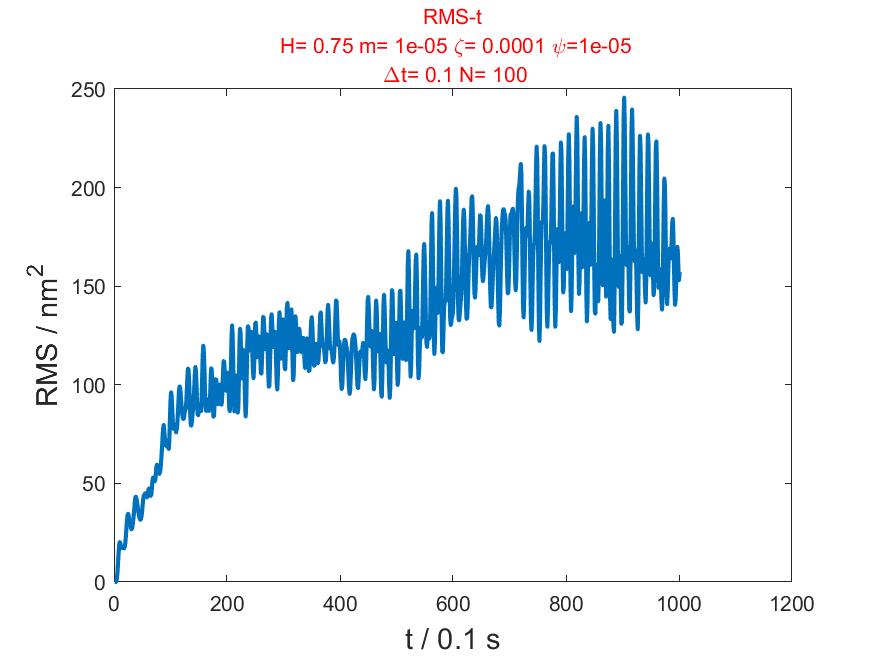 RMS-t
H= 0.75 m= 1e-05 ζ= 0.0001 ψ=1e-05
Δt= 0.1 N= 100
250
200
150
100
50
0
RMS / nm²
0 200 400 600 800 1000 1200
t / 0.1 s